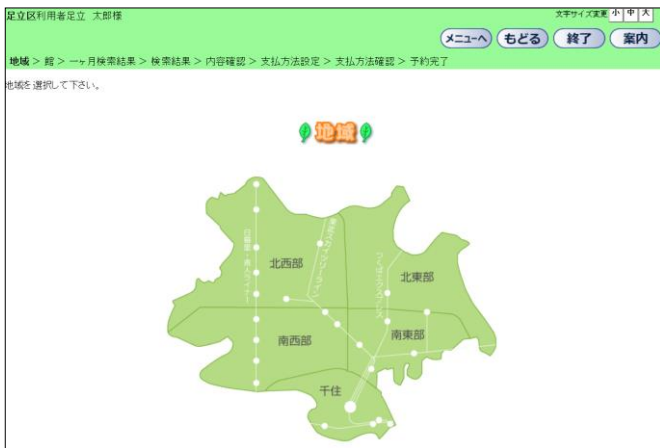 足立区利用者足立 太郎様
文字サイズ変更 小 中 大
メニューへ もどる 終了 案内
地域 > 館 > 一ヶ月検索結果 > 検索結果 > 内容確認 > 支払方法設定 > 支払方法確認 > 予約完了
地域を選択して下さい。
地域
北西部
北東部
南西部
南東部
千住
日暮里・舎人ライナー
東武スカイツリーライン
つくばエクスプレス